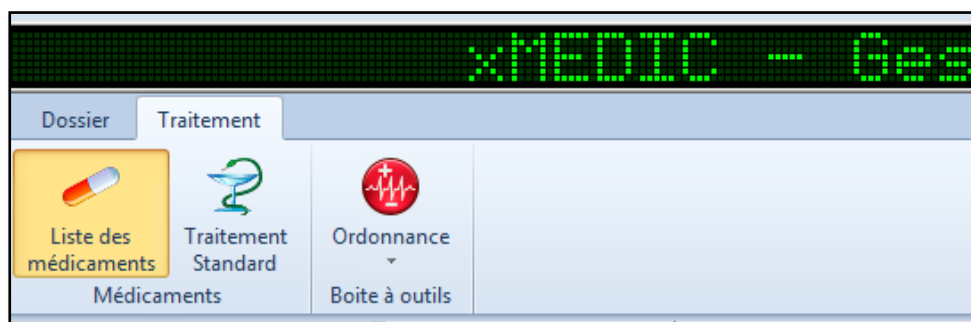 xMEDIC - Ges
Dossier Traitement
Liste des médicaments
Traitement Standard
Ordonnance
Médicaments
Boite à outils